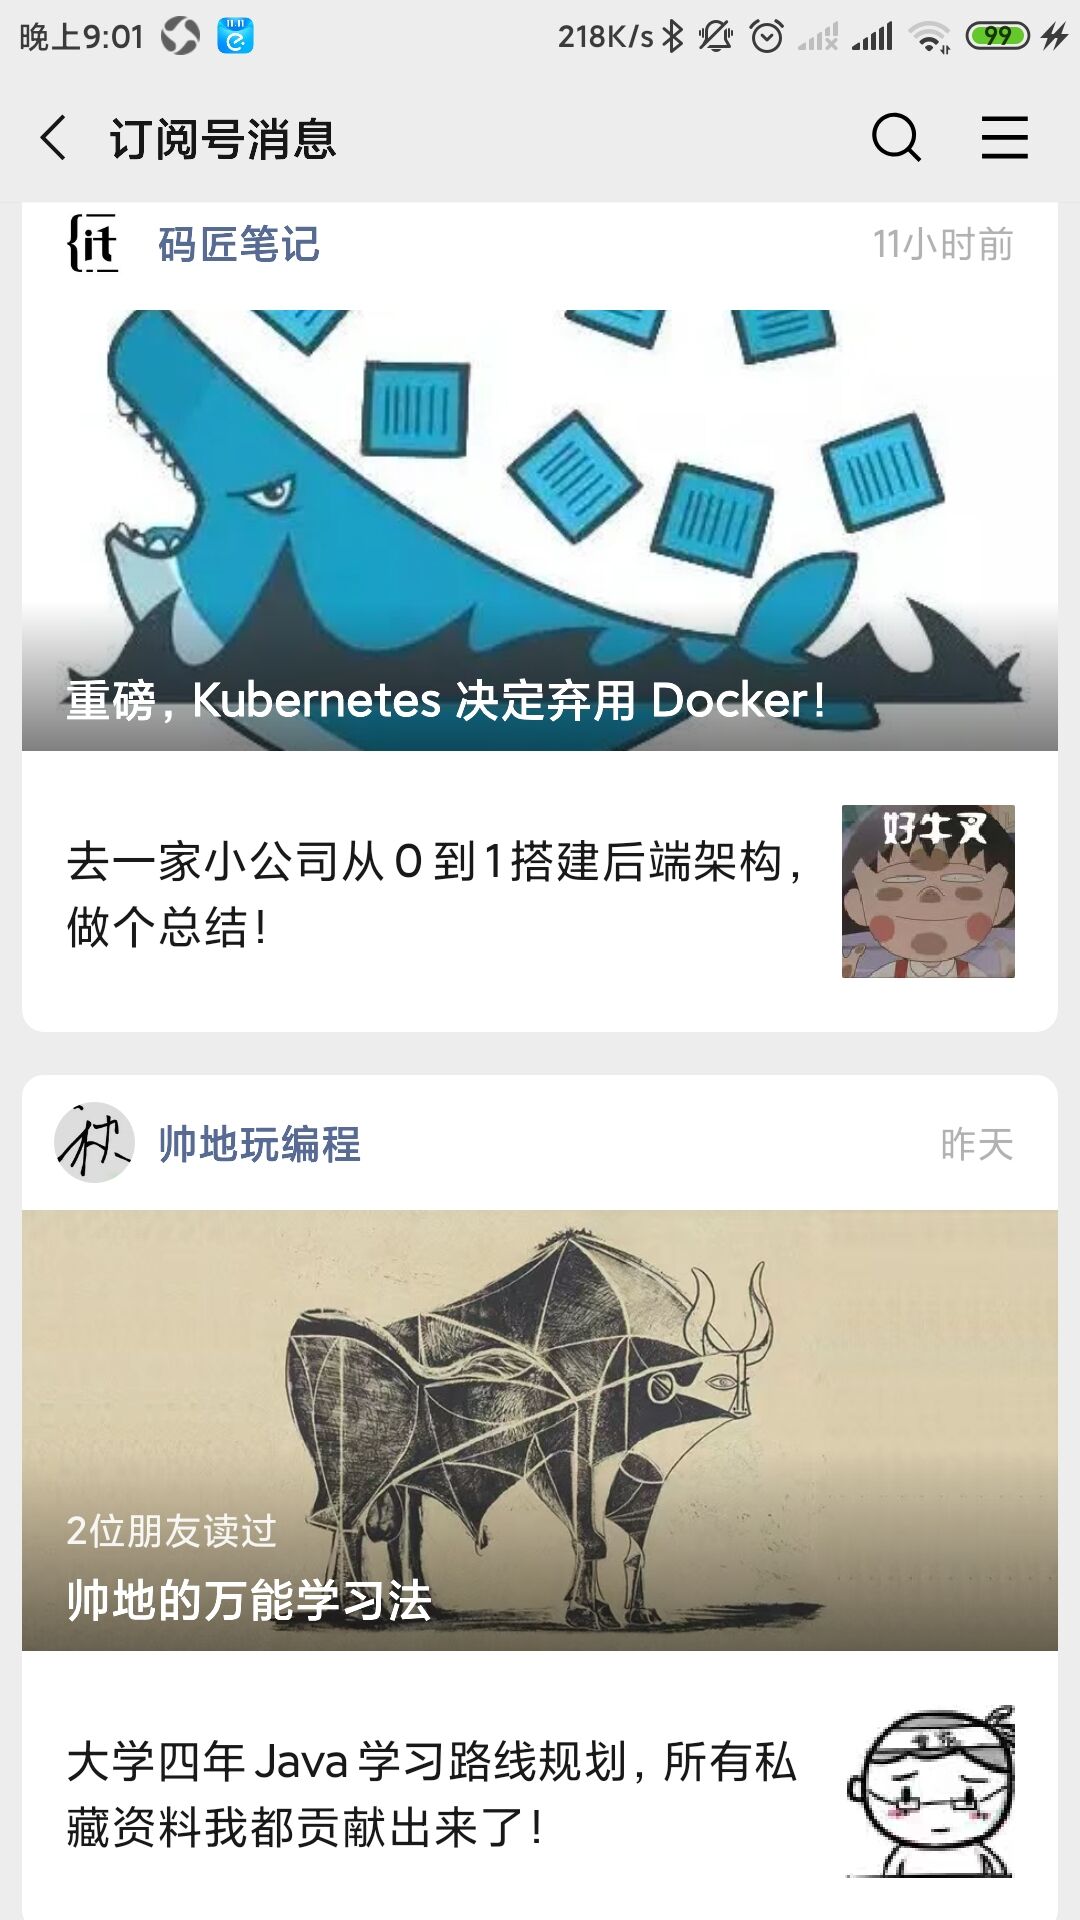 晚上9:01
11.11
218K/s
99
订阅号消息
{it
码匠笔记
11小时前
重磅，Kubernetes 决定弃用 Docker！
好牛叉
去一家小公司从 0 到 1 搭建后端架构，
做个总结！
帅地玩编程
昨天
2位朋友读过
帅地的万能学习法
大学四年 Java 学习路线规划，所有私
藏资料我都贡献出来了！